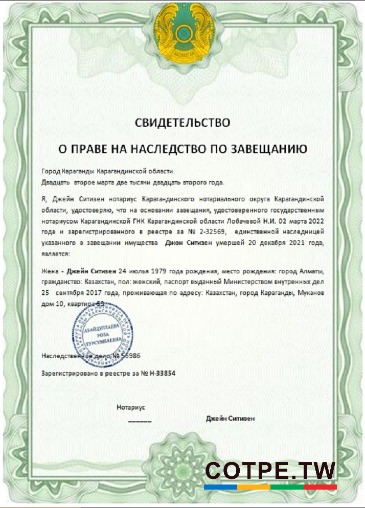 СВИДЕТЕЛЬСТВО
О ПРАВЕ НА НАСЛЕДСТВО ПО ЗАВЕЩАНИЮ
Город Караганды Карагандинской области.
Двадцать второе марта две тысячи двадцать второго года.
Я, Джейн Ситизен нотариус Карагандинского нотариального округа Карагандинской
области, удостоверяю, что на основании завещания, удостоверенного государственным
нотариусом Карагандинской ГНК Карагандинской области Лобачевой Н.И. 02 марта 2022
года и зарегистрированного в реестре за № 2-32569, единственной наследницей
указанного в завещании имущества Джон Ситизен умершей 20 декабря 2021 года,
является:
Жена - Джейн Ситизен 24 июлья 1979 года рождения, место рождения: город Алматы,
гражданство: Казахстан, пол: женский, паспорт выданный Министерством внутренных дел
25 сентября 2017 года, проживающая по адресу: Казахстан, город Караганды, Муканов
дом 10, квартира 69.
Наследственное дело № 56986
Зарегистрировано в реестре за № Н-33854
Нотариус
Джейн Ситизен
COTPE.TW